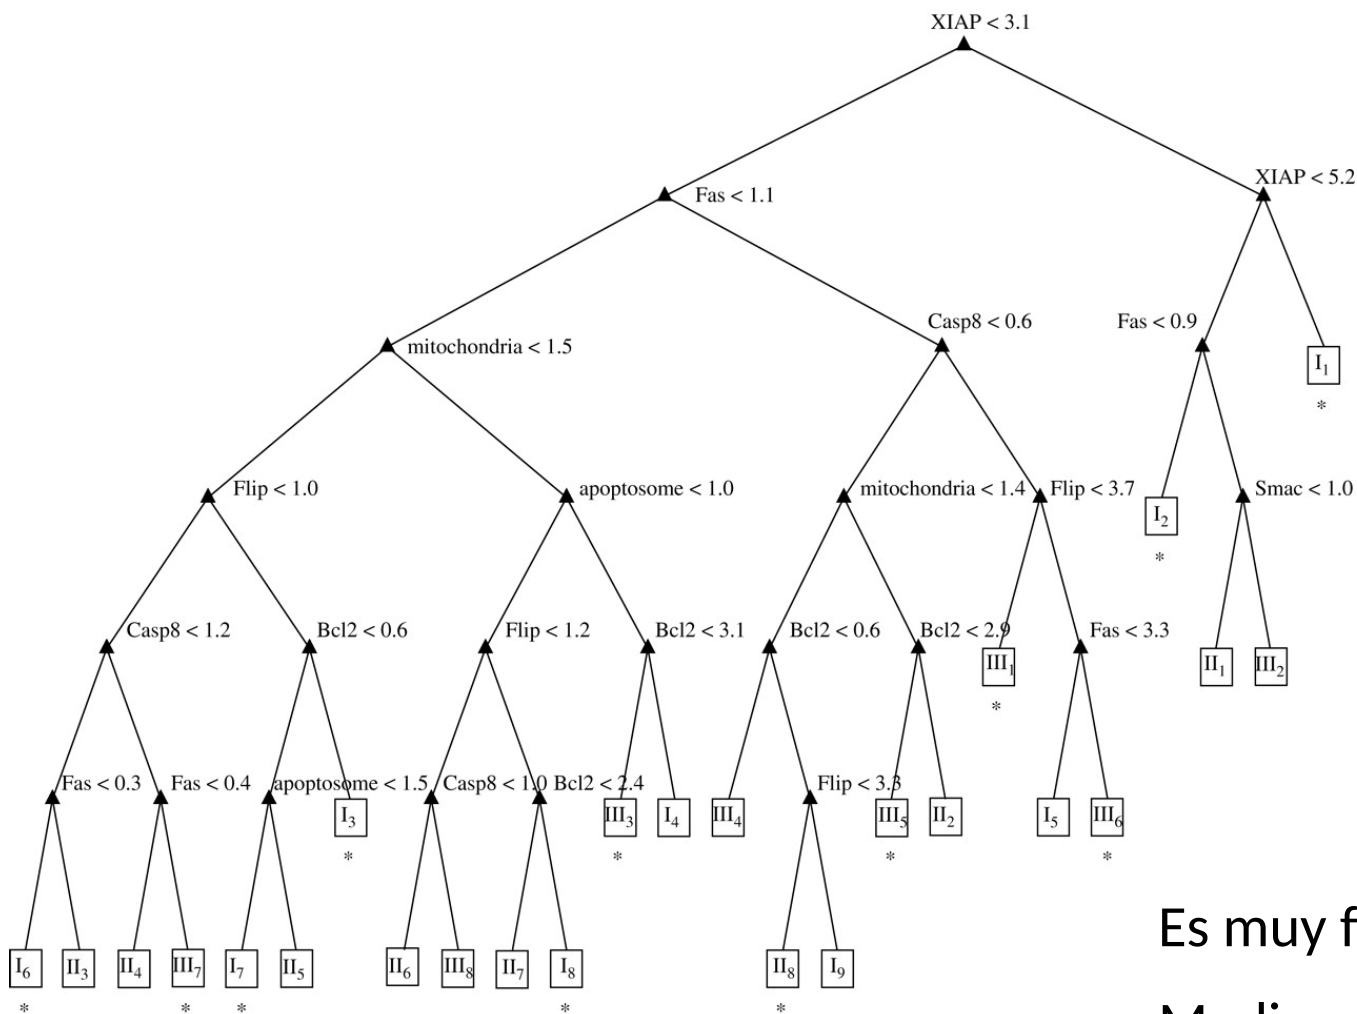 XIAP < 3.1
XIAP < 5.2
Fas < 1.1
Casp8 < 0.6
Fas < 0.9
mitochondria < 1.5
I1
*
Flip < 1.0
apoptosome < 1.0
mitochondria < 1.4
Flip < 3.7
Smac < 1.0
I2
*
Casp8 < 1.2
Bcl2 < 0.6
Flip < 1.2
Bcl2 < 3.1
Bcl2 < 0.6
Bcl2 < 2.9
Fas < 3.3
III1
II1
III2
*
Fas < 0.3
Fas < 0.4
apoptosome < 1.5
Casp8 < 1.0
Bcl2 < 2.4
Flip < 3.3
I3
III3
I4
III4
III5
II2
I5
III6
*
*
*
*
Es muy f
I6
II3
II4
III7
I7
II5
II6
III8
II7
I8
II8
I9
*
*
*
*
*